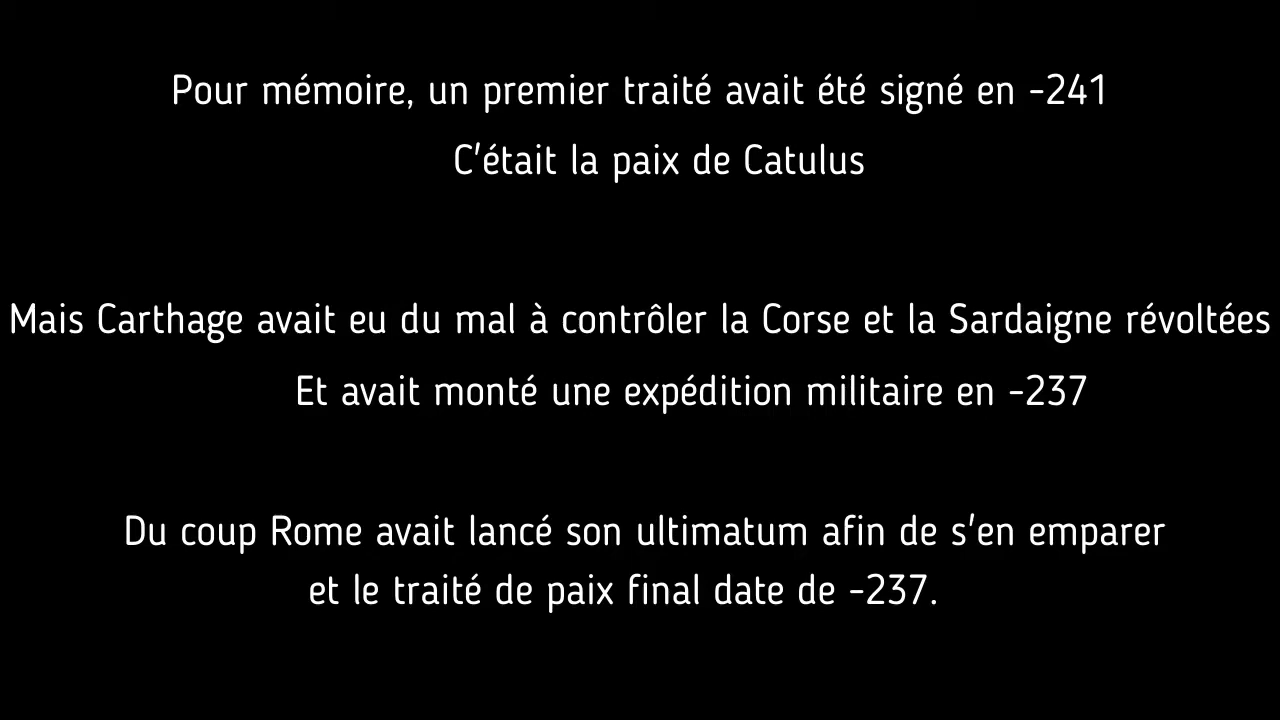 Pour mémoire, un premier traité avait été signé en -241
C'était la paix de Catulus
Mais Carthage avait eu du mal à contrôler la Corse et la Sardaigne révoltées
Et avait monté une expédition militaire en -237
Du coup Rome avait lancé son ultimatum afin de s'en emparer
et le traité de paix final date de -237.